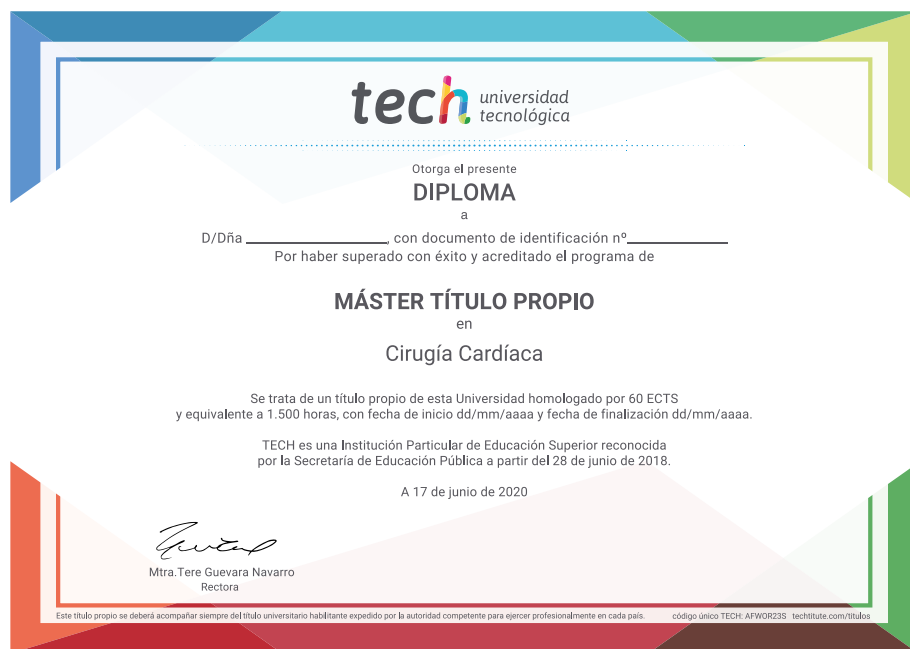 tech universidad
tecnológica
Otorga el presente
DIPLOMA
a
D/Dña ________________, con documento de identificación nº____________
Por haber superado con éxito y acreditado el programa de
MÁSTER TÍTULO PROPIO
en
Cirugía Cardíaca
Se trata de un título propio de esta Universidad homologado por 60 ECTS
y equivalente a 1.500 horas, con fecha de inicio dd/mm/aaaa y fecha de finalización dd/mm/aaaa.
TECH es una Institución Particular de Educación Superior reconocida
por la Secretaría de Educación Pública a partir del 28 de junio de 2018.
A 17 de junio de 2020
Mtra.Tere Guevara Navarro
Rectora
Este título propio se deberá acompañar siempre del título universitario habilitante expedido por la autoridad competente para ejercer profesionalmente en cada país. código único TECH: AFWOR23S techtitute.com/titulos